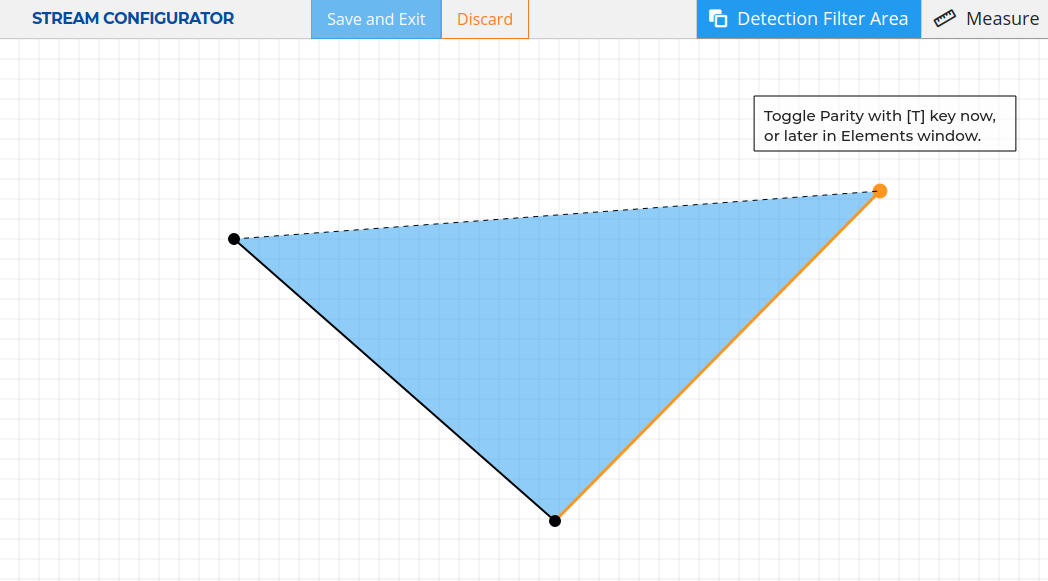 STREAM CONFIGURATOR
Save and Exit
Discard
Detection Filter Area
Measure
Toggle Parity with [T] key now,
or later in Elements window.